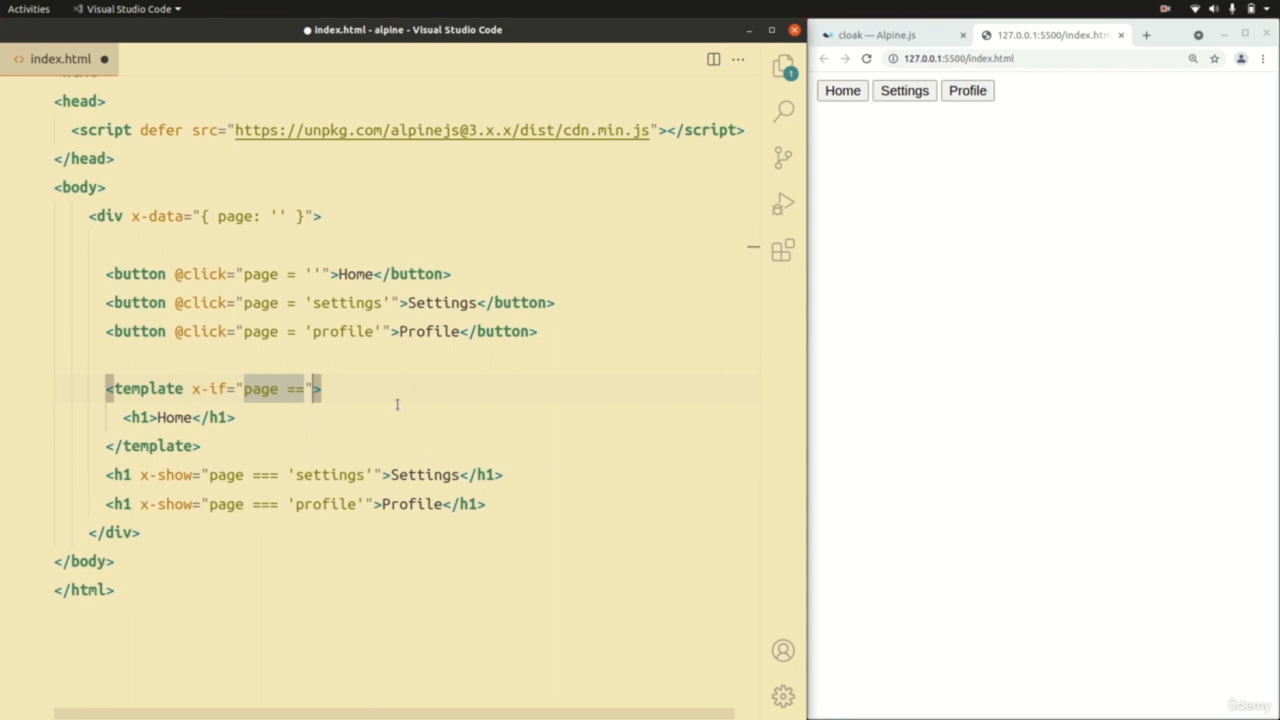 Activities
Visual Studio Code
index.html - alpine - Visual Studio Code
index.html
<head>
<script defer src="https://unpkg.com/alpinejs@3.x.x/dist/cdn.min.js"></script>
</head>
<body>
<div x-data="{ page: '' }">
<button @click="page = ''">Home</button>
<button @click="page = 'settings'">Settings</button>
<button @click="page = 'profile'">Profile</button>
<template x-if="page ==">
<h1>Home</h1>
</template>
<h1 x-show="page === 'settings'">Settings</h1>
<h1 x-show="page === 'profile'">Profile</h1>
</div>
</body>
</html>
1
cloak — Alpine.js
127.0.0.1:5500/index.htm
127.0.0.1:5500/index.html
Home Settings Profile
ûdemy